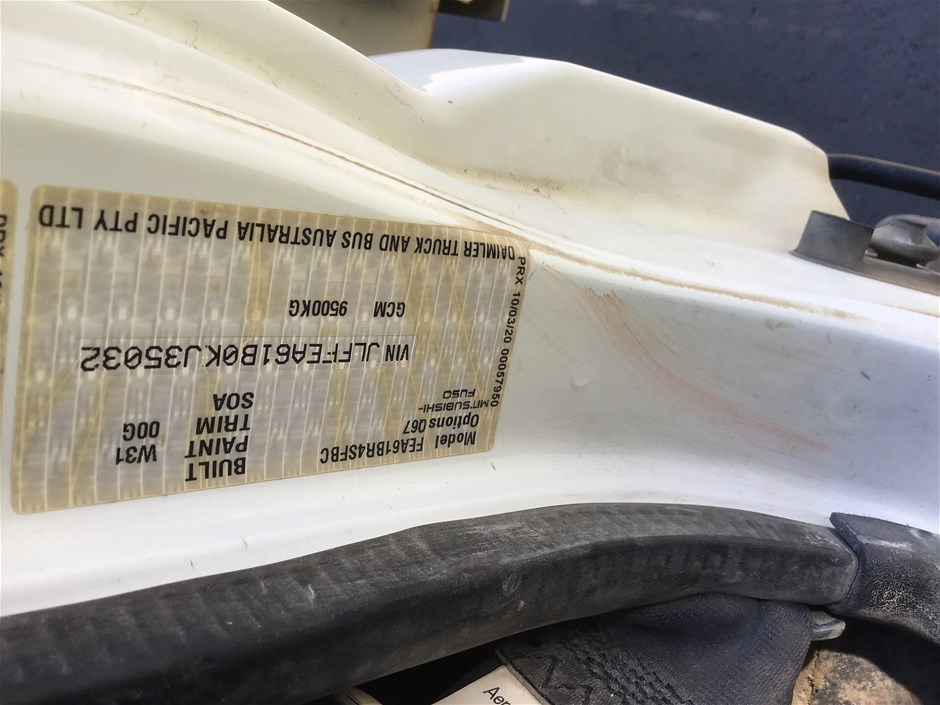 Model FEA61BR4SFBC BUILT
Options 067 PAINT W31
MITSUBISHI- TRIM 00G
FUSO SOA
VIN JLFFEA61B0KJ35032
GCM 9500KG
DAIMLER TRUCK AND BUS AUSTRALIA PACIFIC PTY LTD
PRX 10/03/20 00057950